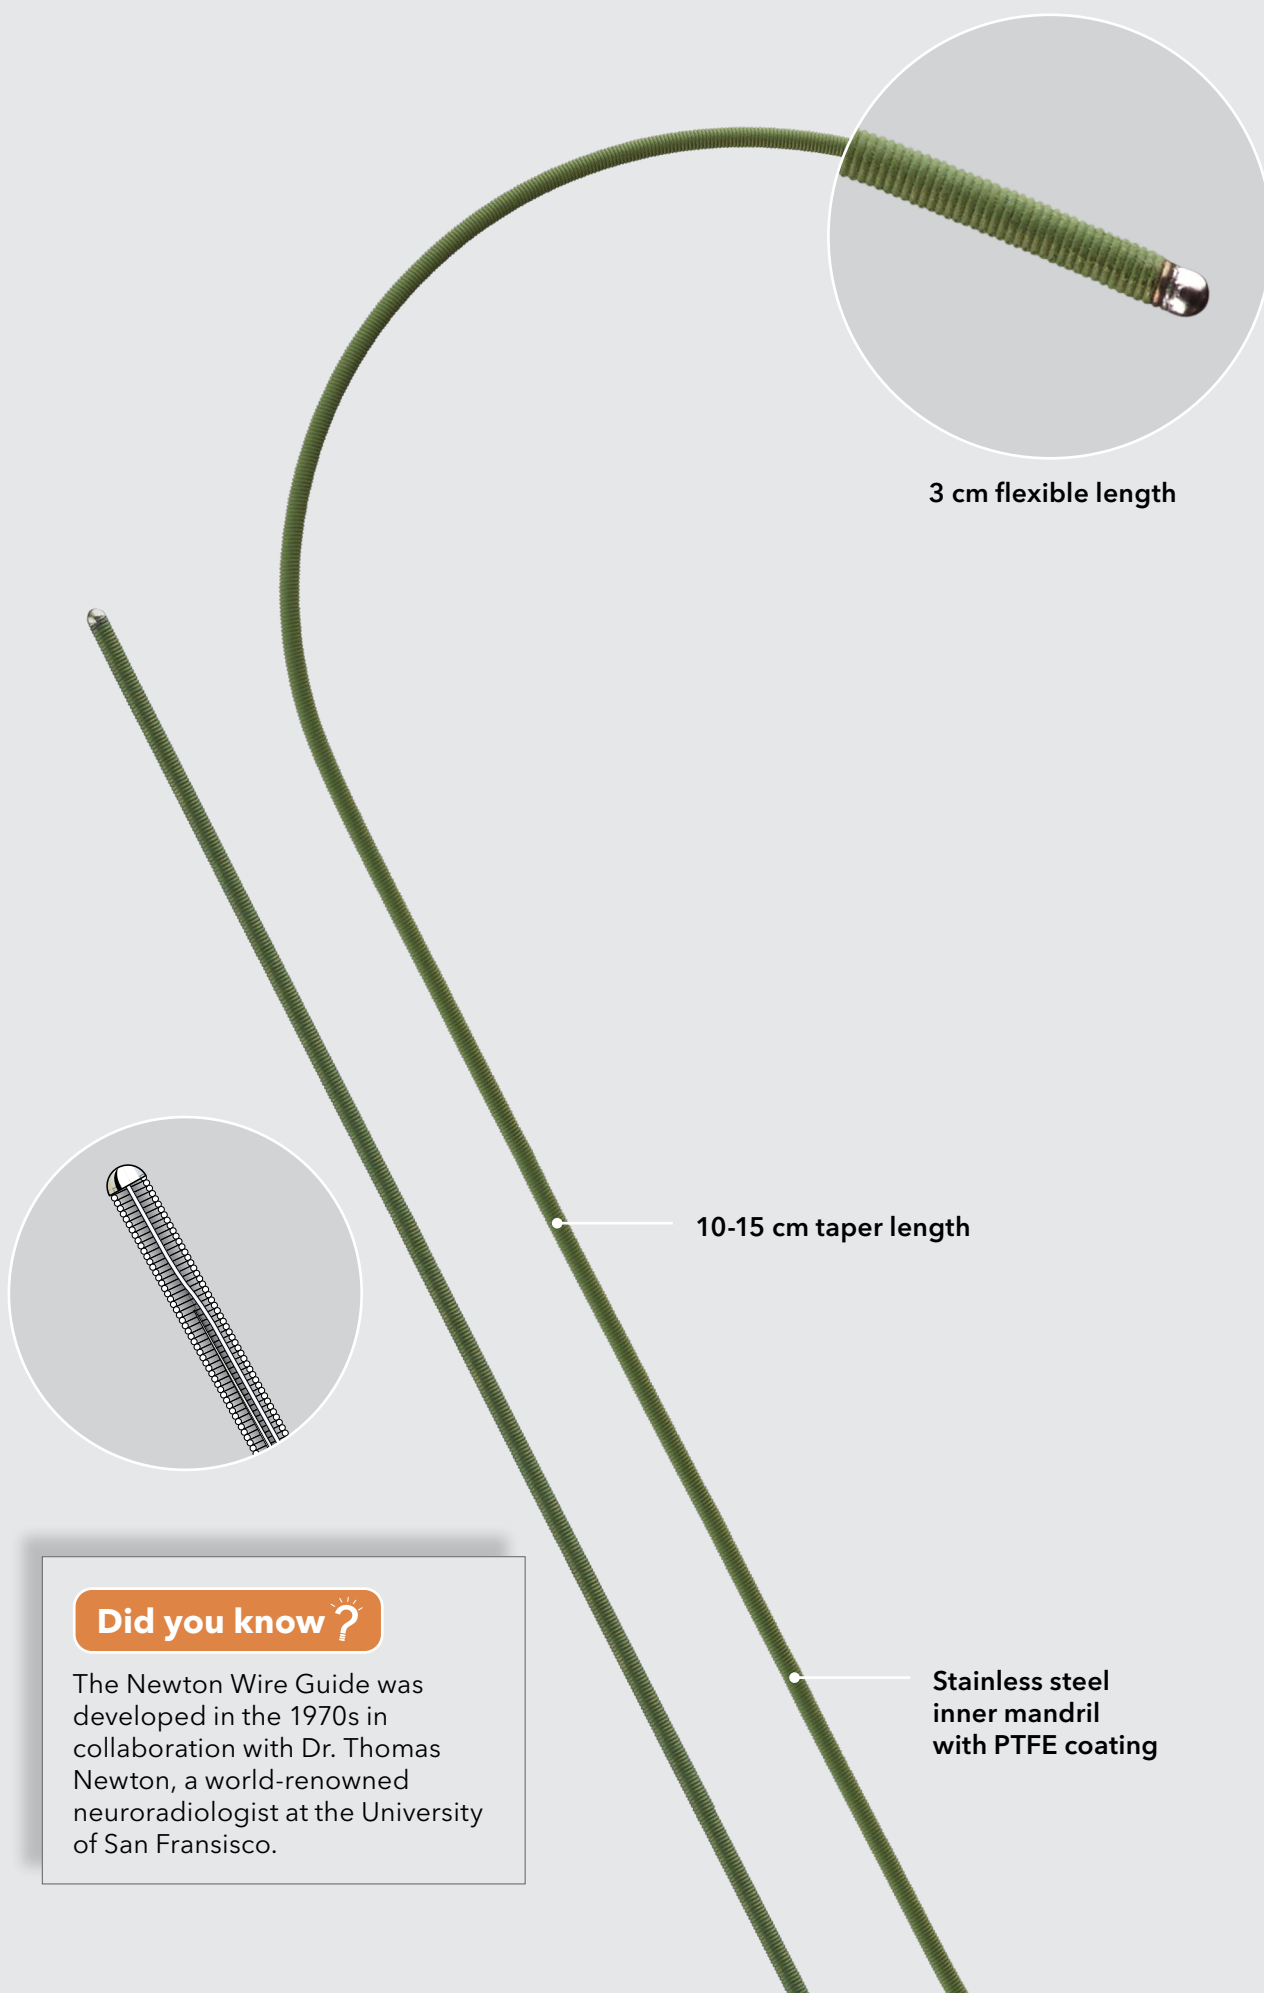 3 cm flexible length
10-15 cm taper length
Did you know?
The Newton Wire Guide was
developed in the 1970s in
collaboration with Dr. Thomas
Newton, a world-renowned
neuroradiologist at the University
of San Fransisco.
Stainless steel
inner mandril
with PTFE coating